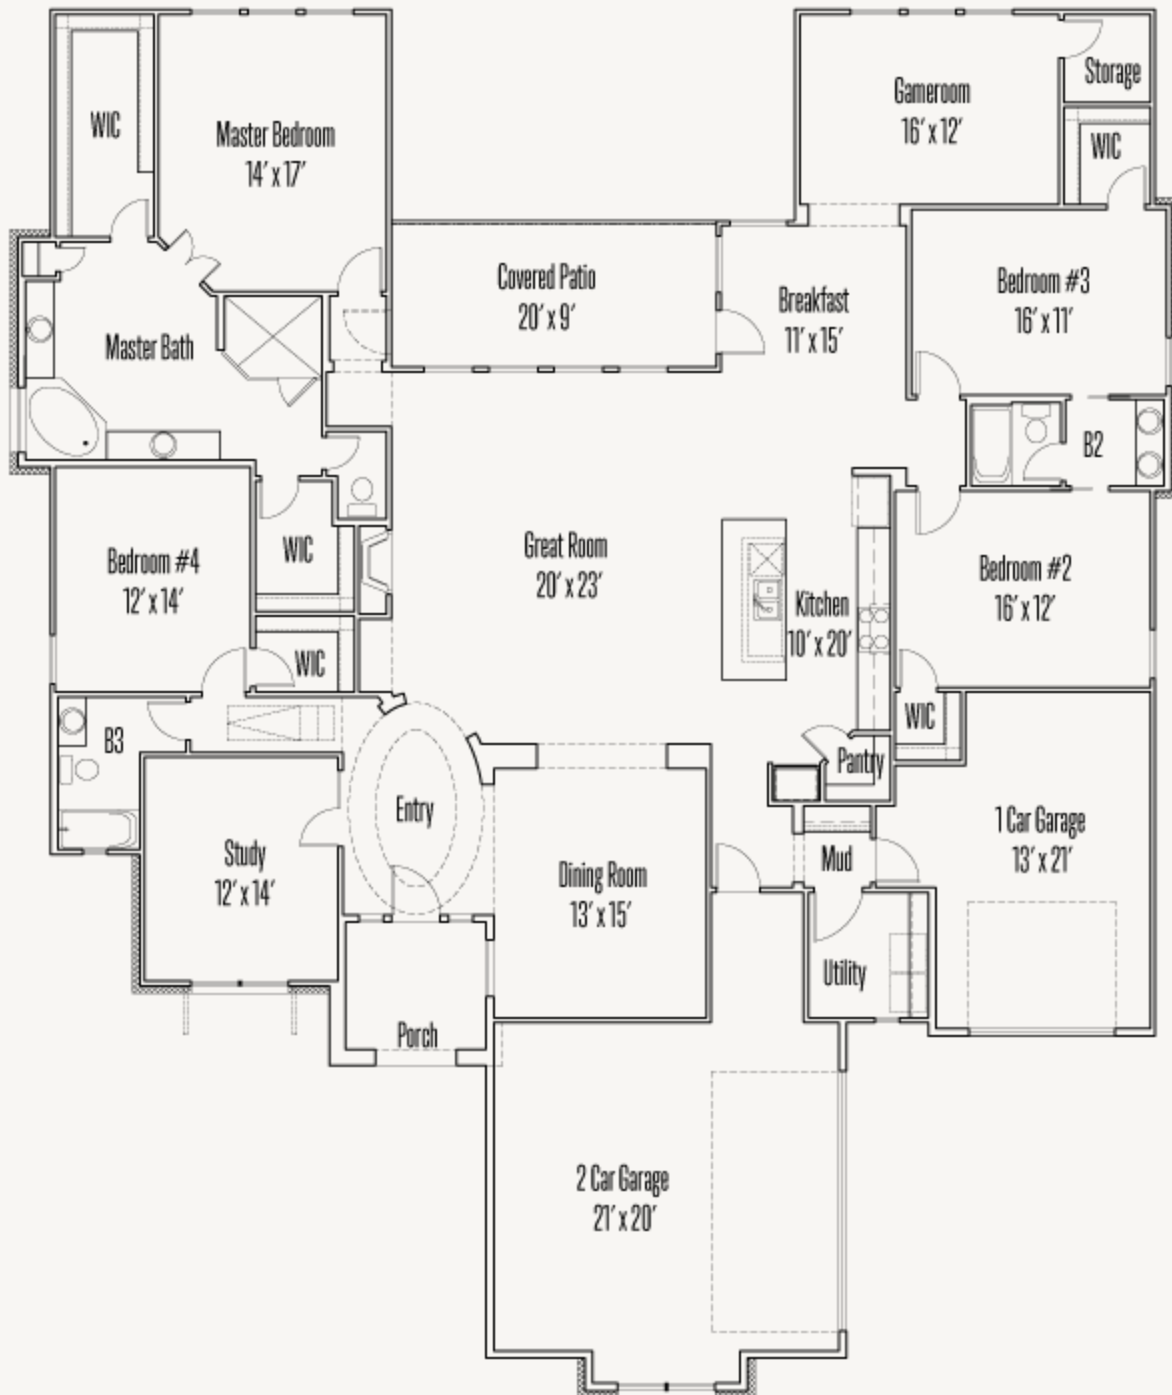 WIC
Master Bedroom
14' x 17'
Gameroom
16' x 12'
Storage
WIC
Covered Patio
20' x 9'
Breakfast
11' x 15'
Bedroom #3
16' x 11'
Master Bath
B2
Bedroom #4
12' x 14'
WIC
Great Room
20' x 23'
Kitchen
10' x 20'
Bedroom #2
16' x 12'
WIC
WIC
B3
Pantry
Entry
Study
12' x 14'
Dining Room
13' x 15'
Mud
1 Car Garage
13' x 21'
Utility
Porch
2 Car Garage
21' x 20'